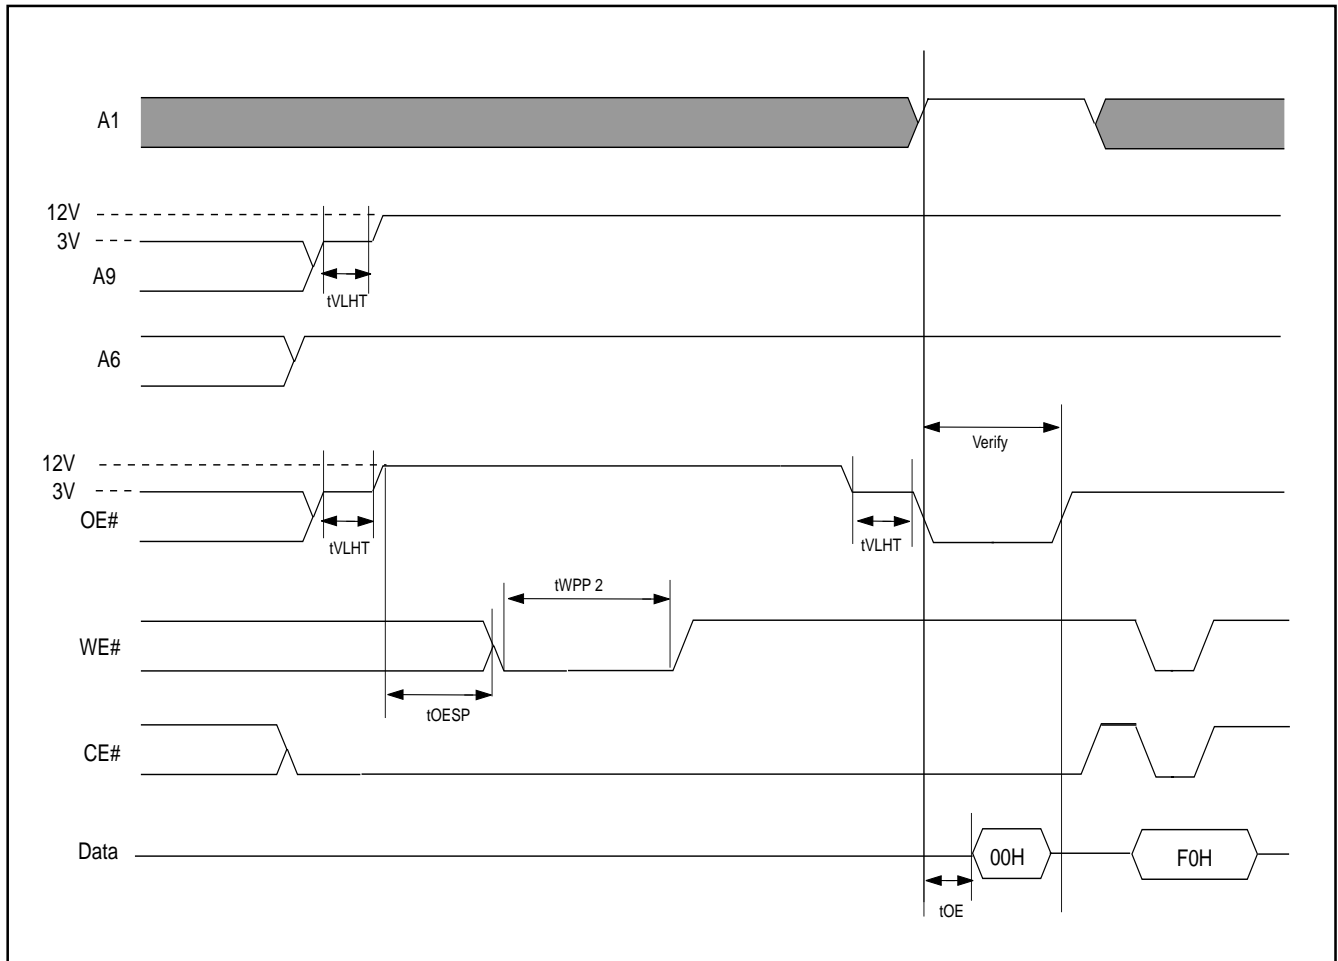 A1
12V
3V
A9
tVLHT
A6
Verify
12V
3V
OE#
tVLHT
tVLHT
tWPP 2
WE#
tOESP
CE#
Data
00H
F0H
tOE